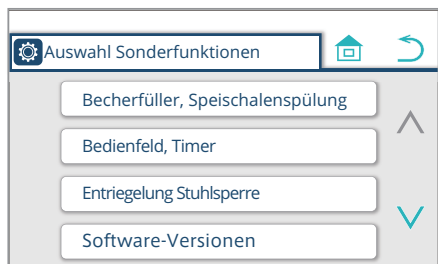 Auswahl Sonderfunktionen
Becherfüller, Speischalenspülung
Bedienfeld, Timer
Entriegelung Stuhlsperre
Software-Versionen